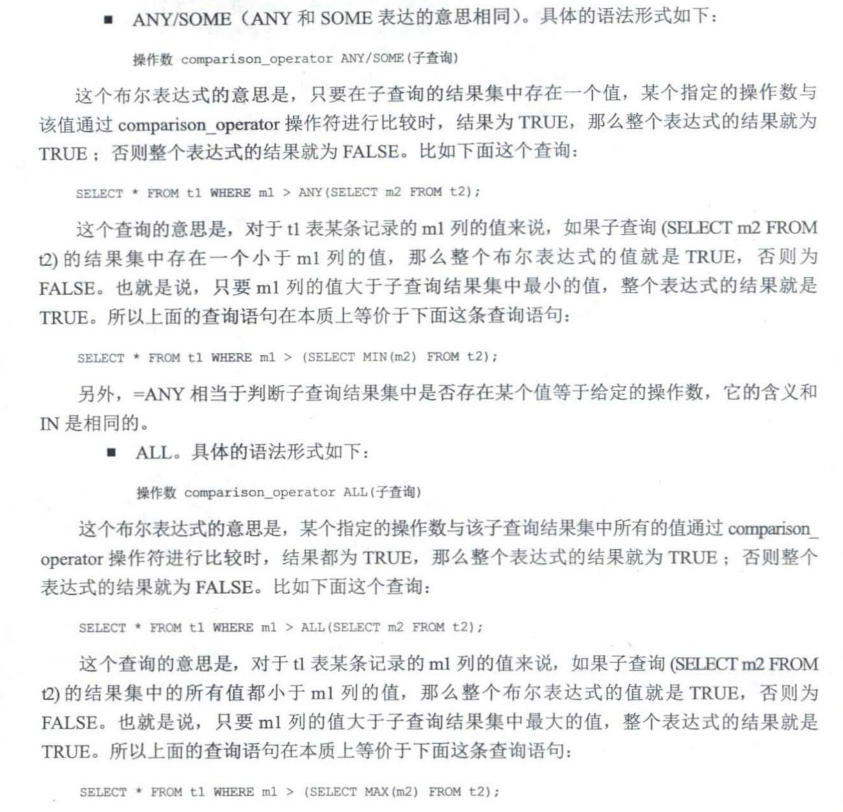 ■ ANY/SOME（ANY 和 SOME 表达的意思相同）。具体的语法形式如下：
操作数 comparison_operator ANY/SOME(子查询)
这个布尔表达式的意思是，只要在子查询的结果集中存在一个值，某个指定的操作数与
该值通过 comparison_operator 操作符进行比较时，结果为 TRUE，那么整个表达式的结果就为
TRUE；否则整个表达式的结果就为 FALSE。比如下面这个查询：
SELECT * FROM t1 WHERE m1 > ANY(SELECT m2 FROM t2);
这个查询的意思是，对于 t1 表某条记录的 m1 列的值来说，如果子查询 (SELECT m2 FROM
t2) 的结果集中存在一个小于 m1 列的值，那么整个布尔表达式的值就是 TRUE，否则为
FALSE。也就是说，只要 m1 列的值大于子查询结果集中最小的值，整个表达式的结果就是
TRUE。所以上面的查询语句在本质上等价于下面这条查询语句：
SELECT * FROM t1 WHERE m1 > (SELECT MIN(m2) FROM t2);
另外，=ANY 相当于判断子查询结果集中是否存在某个值等于给定的操作数，它的含义和
IN 是相同的。
■ ALL。具体的语法形式如下：
操作数 comparison_operator ALL(子查询)
这个布尔表达式的意思是，某个指定的操作数与该子查询结果集中所有的值通过 comparison_
operator 操作符进行比较时，结果都为 TRUE，那么整个表达式的结果就为 TRUE；否则整个
表达式的结果就为 FALSE。比如下面这个查询：
SELECT * FROM t1 WHERE m1 > ALL(SELECT m2 FROM t2);
这个查询的意思是，对于 t1 表某条记录的 m1 列的值来说，如果子查询 (SELECT m2 FROM
t2) 的结果集中的所有值都小于 m1 列的值，那么整个布尔表达式的值就是 TRUE，否则为
FALSE。也就是说，只要 m1 列的值大于子查询结果集中最大的值，整个表达式的结果就是
TRUE。所以上面的查询语句在本质上等价于下面这条查询语句：
SELECT * FROM t1 WHERE m1 > (SELECT MAX(m2) FROM t2);